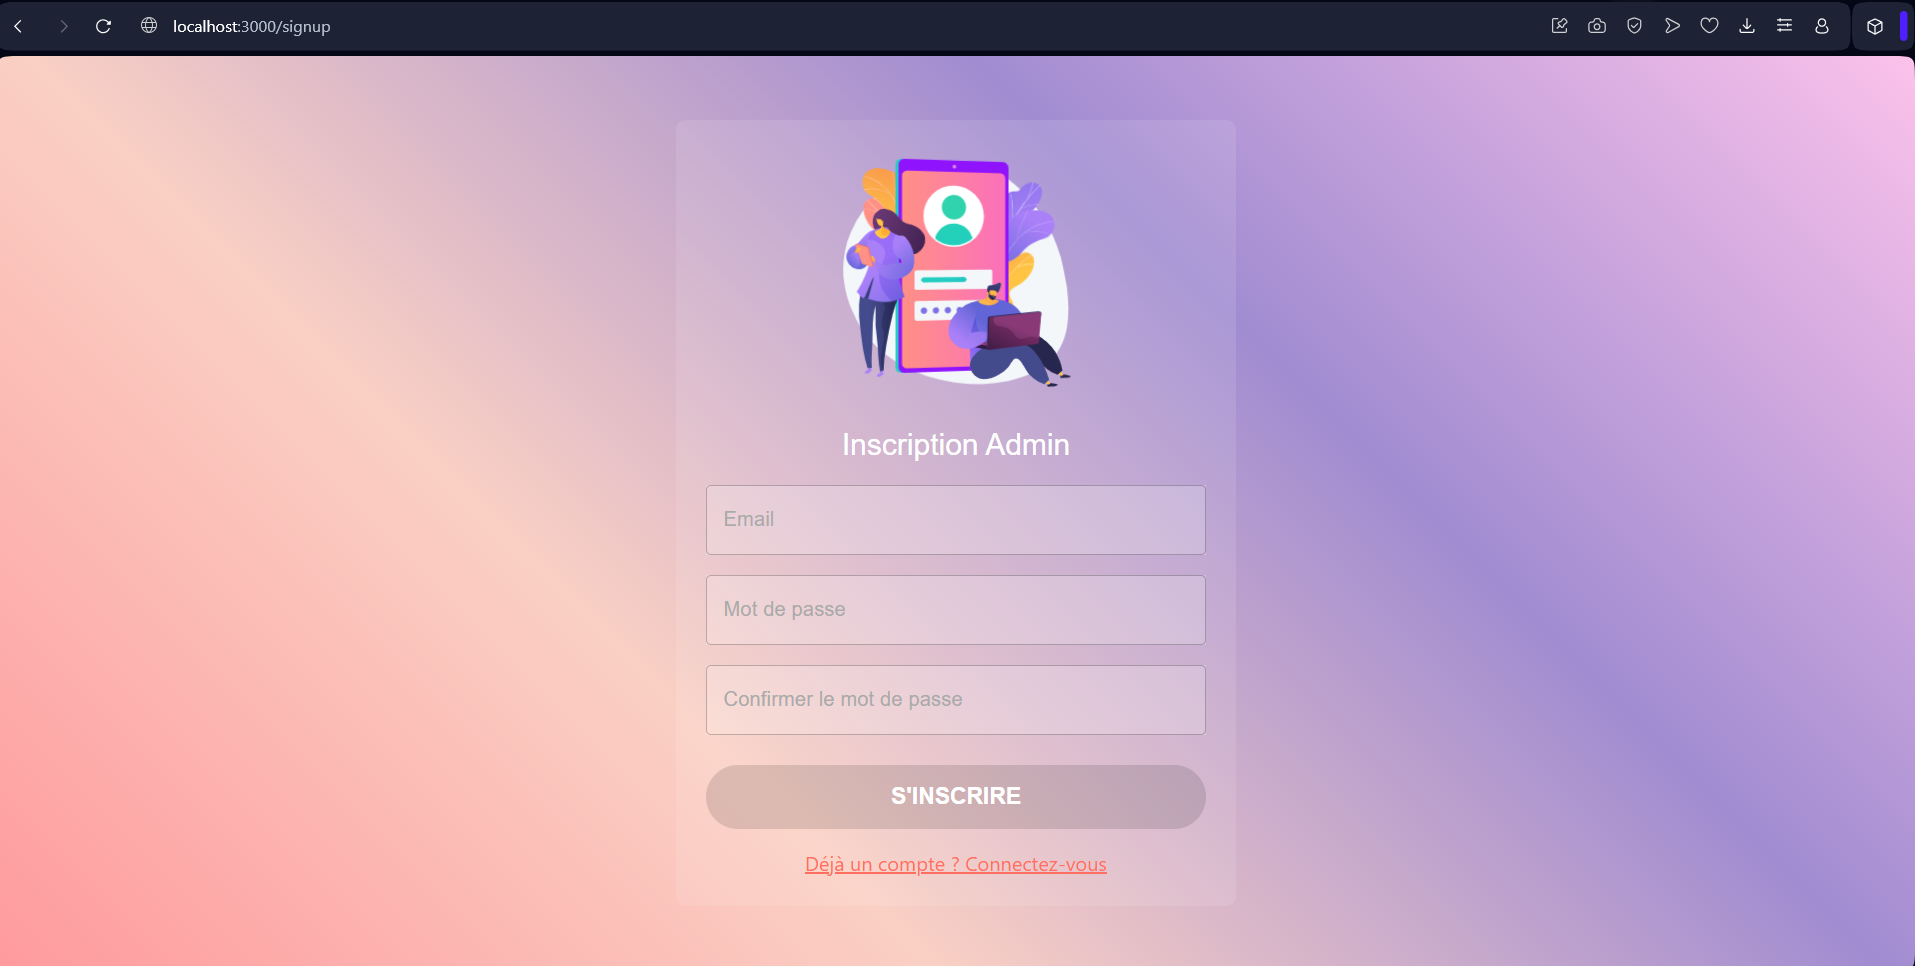 localhost:3000/signup
Inscription Admin
Email
Mot de passe
Confirmer le mot de passe
S'INSCRIRE
Déjà un compte ? Connectez-vous